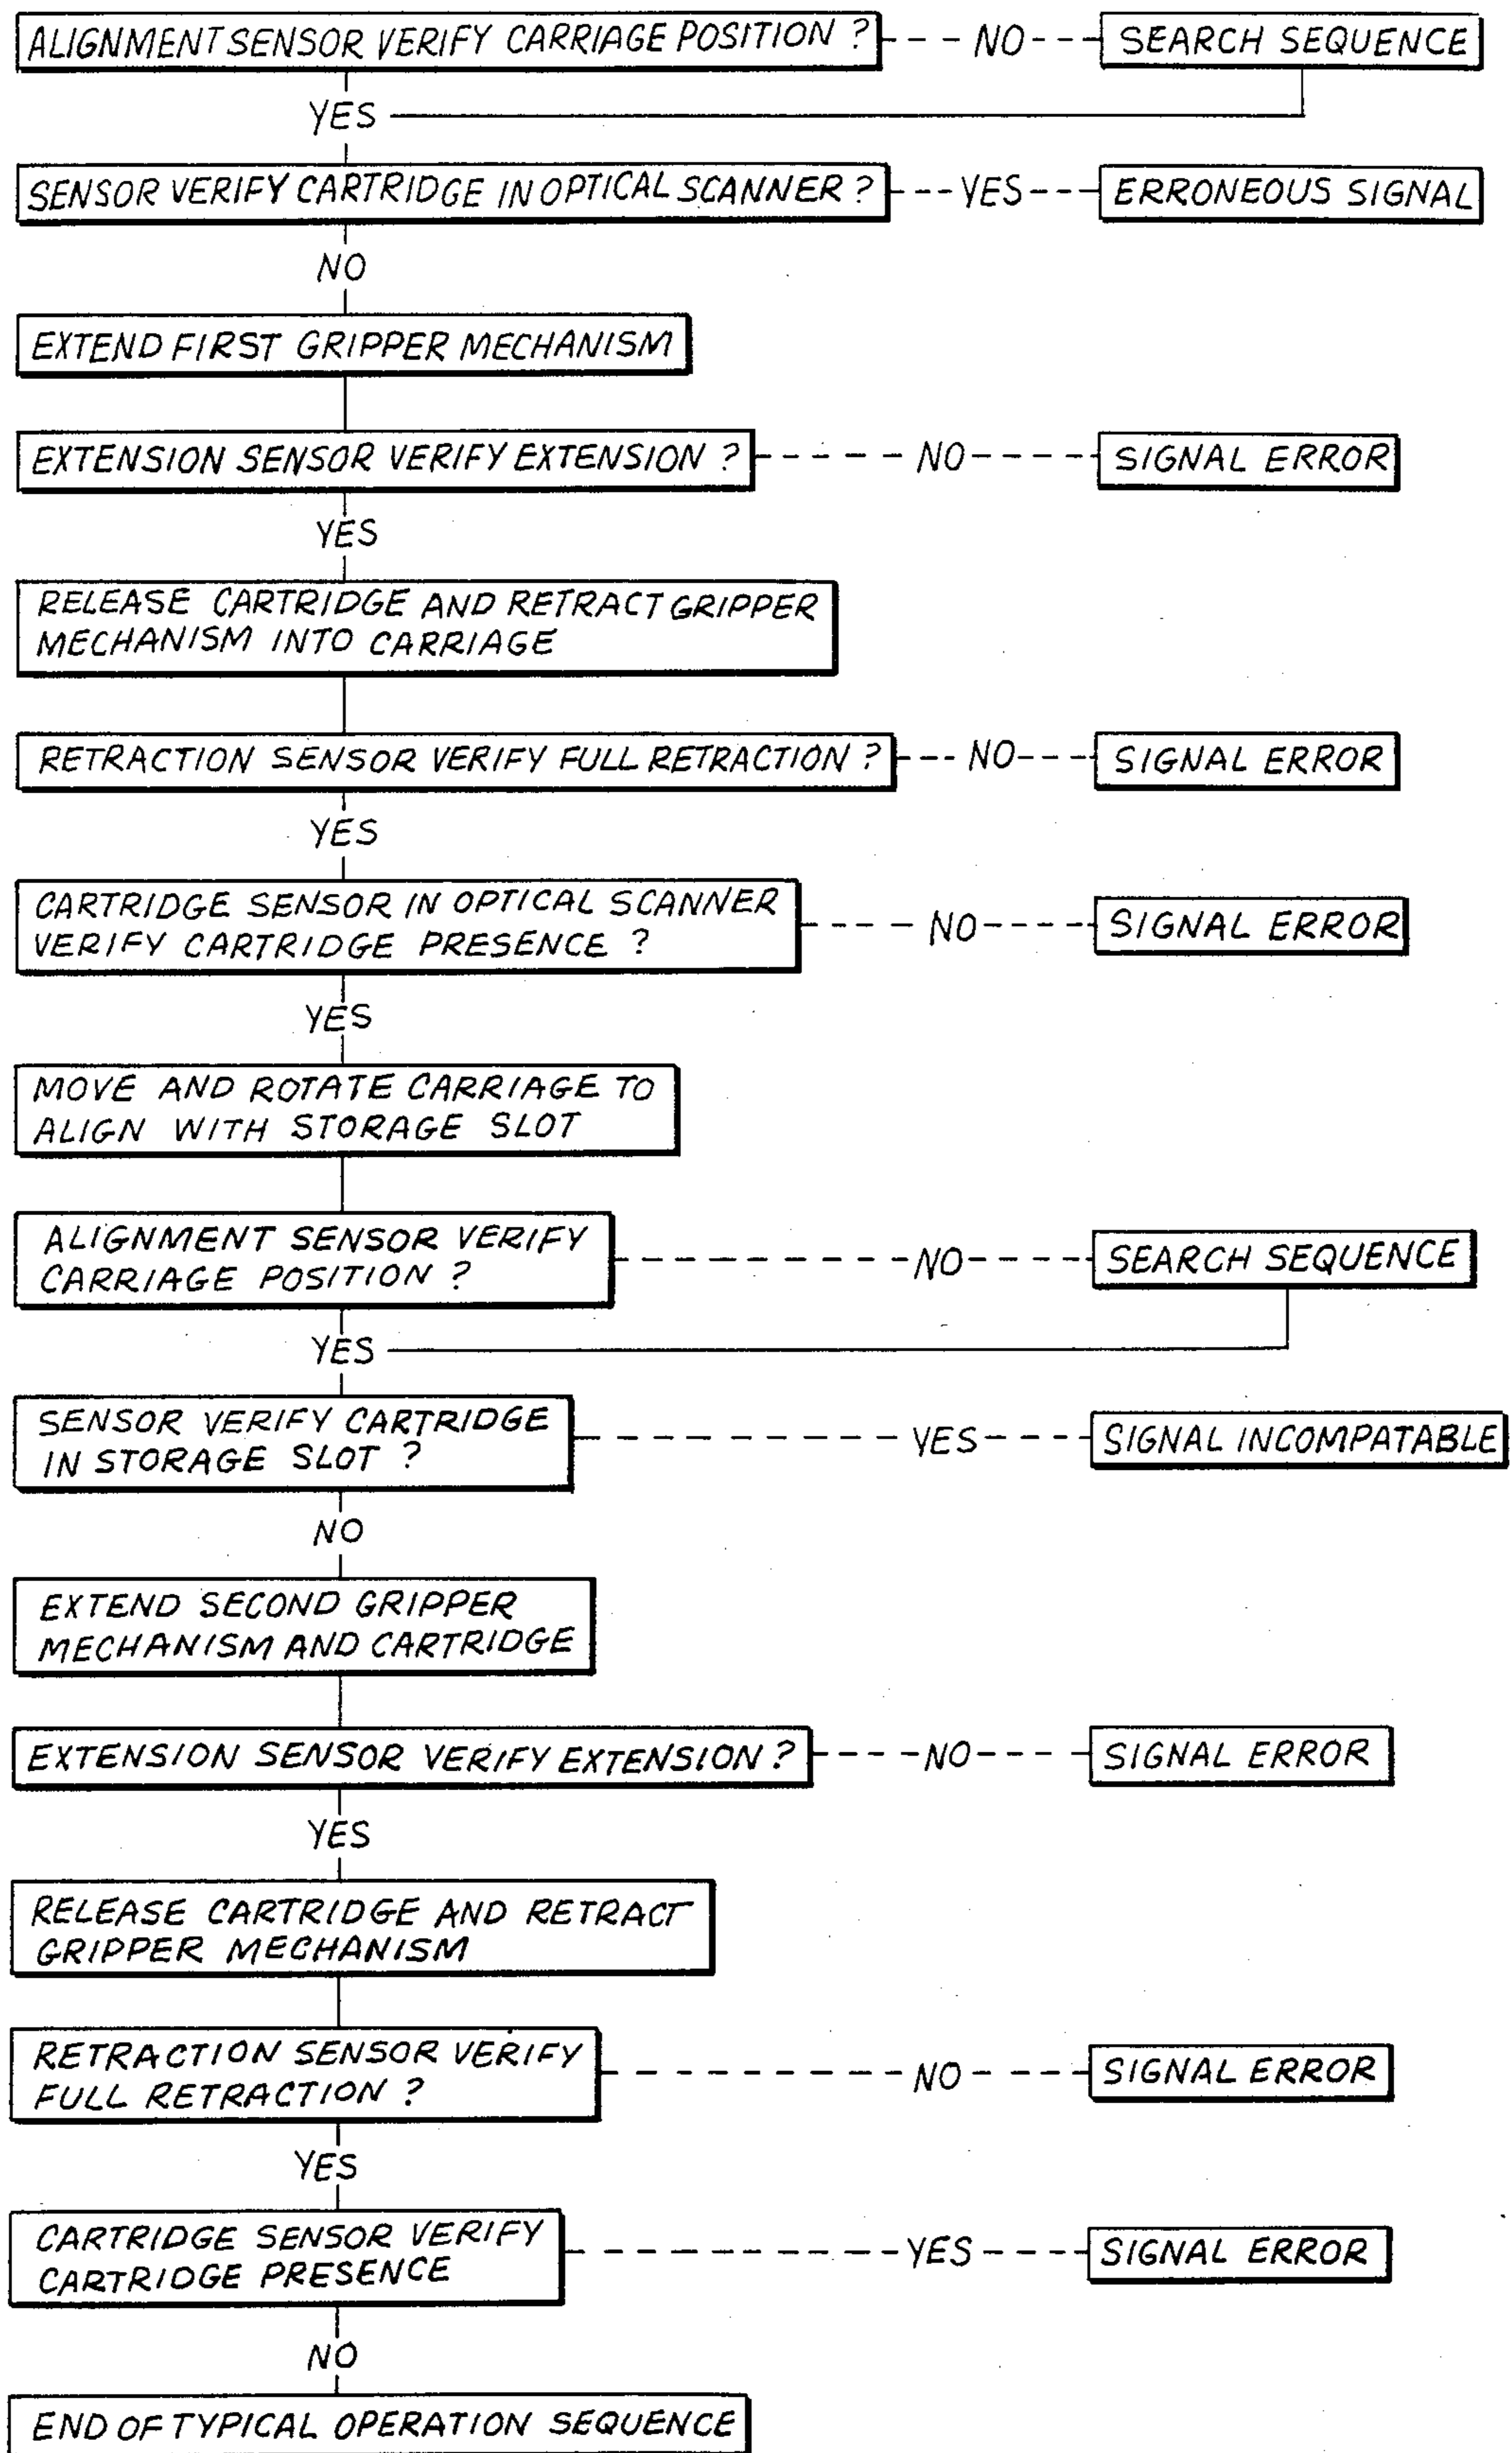 ALIGNMENT SENSOR VERIFY CARRIAGE POSITION ?
NO
SEARCH SEQUENCE
YES
SENSOR VERIFY CARTRIDGE IN OPTICAL SCANNER ?
YES
ERRONEOUS SIGNAL
NO
EXTEND FIRST GRIPPER MECHANISM
EXTENSION SENSOR VERIFY EXTENSION ?
NO
SIGNAL ERROR
YES
RELEASE CARTRIDGE AND RETRACT GRIPPER
MECHANISM INTO CARRIAGE
RETRACTION SENSOR VERIFY FULL RETRACTION ?
NO
SIGNAL ERROR
YES
CARTRIDGE SENSOR IN OPTICAL SCANNER
VERIFY CARTRIDGE PRESENCE ?
NO
SIGNAL ERROR
YES
MOVE AND ROTATE CARRIAGE TO
ALIGN WITH STORAGE SLOT
ALIGNMENT SENSOR VERIFY
CARRIAGE POSITION ?
NO
SEARCH SEQUENCE
YES
SENSOR VERIFY CARTRIDGE
IN STORAGE SLOT ?
YES
SIGNAL INCOMPATABLE
NO
EXTEND SECOND GRIPPER
MECHANISM AND CARTRIDGE
EXTENSION SENSOR VERIFY EXTENSION ?
NO
SIGNAL ERROR
YES
RELEASE CARTRIDGE AND RETRACT
GRIPPER MECHANISM
RETRACTION SENSOR VERIFY
FULL RETRACTION ?
NO
SIGNAL ERROR
YES
CARTRIDGE SENSOR VERIFY
CARTRIDGE PRESENCE
YES
SIGNAL ERROR
NO
END OF TYPICAL OPERATION SEQUENCE